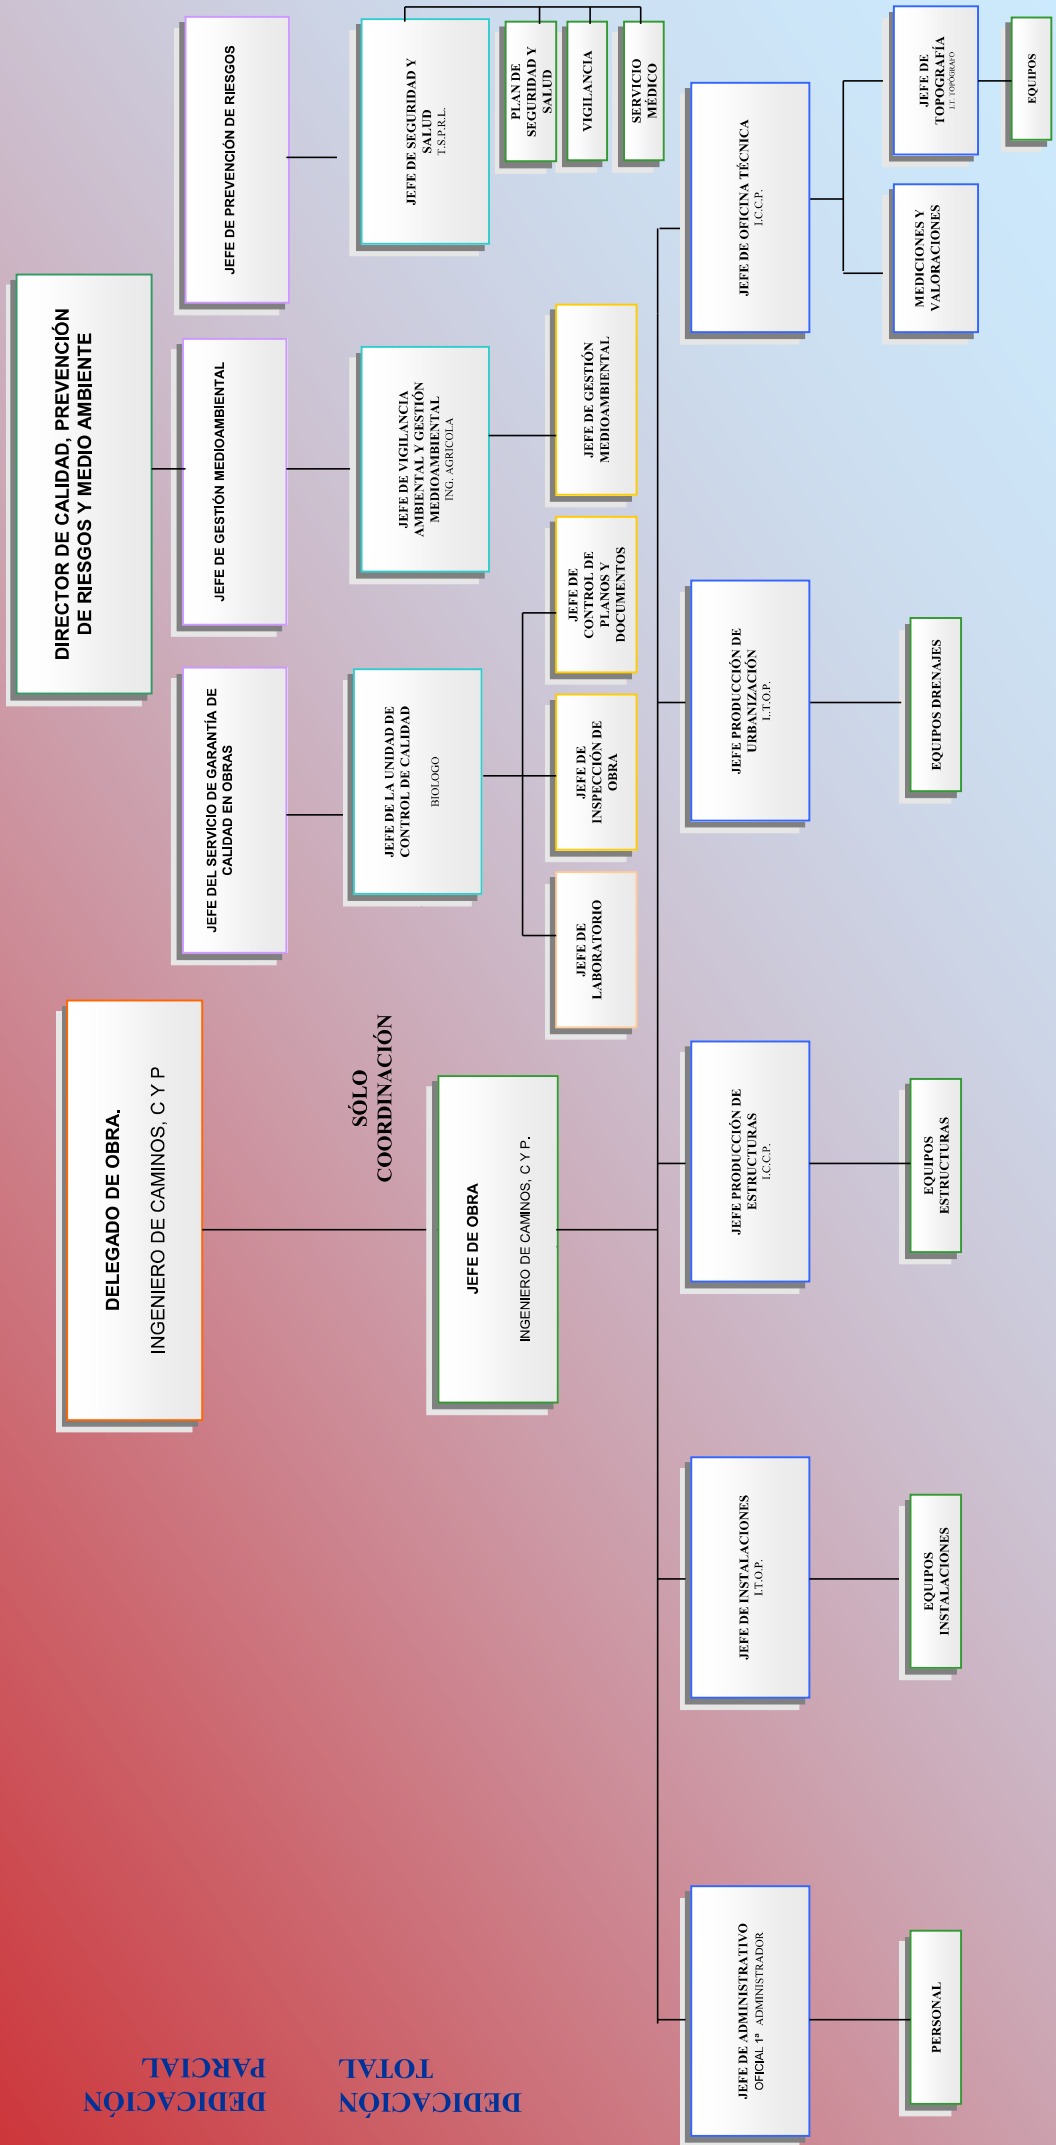 DIRECTOR DE CALIDAD, PREVENCIÓN
DE RIESGOS Y MEDIO AMBIENTE
DELEGADO DE OBRA.
INGENIERO DE CAMINOS, C Y P
DEDICACIÓN
PARCIAL
JEFE DEL SERVICIO DE GARANTÍA DE
CALIDAD EN OBRAS
JEFE DE GESTIÓN MEDIOAMBIENTAL
JEFE DE PREVENCIÓN DE RIESGOS
DEDICACIÓN
TOTAL
SÓLO
COORDINACIÓN
JEFE DE LA UNIDAD DE
CONTROL DE CALIDAD
BIOLOGO
JEFE DE VIGILANCIA
AMBIENTAL Y GESTIÓN
MEDIOAMBIENTAL
ING. AGRICOLA
JEFE DE SEGURIDAD Y
SALUD
T.S.P.R.L.
JEFE DE OBRA
INGENIERO DE CAMINOS, C Y P.
PLAN DE
SEGURIDAD Y
SALUD
VIGILANCIA
SERVICIO
MÉDICO
JEFE DE
LABORATORIO
JEFE DE
INSPECCIÓN DE
OBRA
JEFE DE
CONTROL DE
PLANOS Y
DOCUMENTOS
JEFE DE GESTIÓN
MEDIOAMBIENTAL
JEFE DE ADMINISTRATIVO
OFICIAL 1ª ADMINISTRADOR
JEFE DE INSTALACIONES
I.T.O.P.
JEFE PRODUCCIÓN DE
ESTRUCTURAS
I.C.C.P.
JEFE PRODUCCIÓN DE
URBANIZACIÓN
I.T.O.P.
JEFE DE OFICINA TÉCNICA
I.C.C.P.
PERSONAL
EQUIPOS
INSTALACIONES
EQUIPOS
ESTRUCTURAS
EQUIPOS DRENAJES
MEDICIONES Y
VALORACIONES
JEFE DE
TOPOGRAFÍA
I.T. TOPÓGRAFO
EQUIPOS